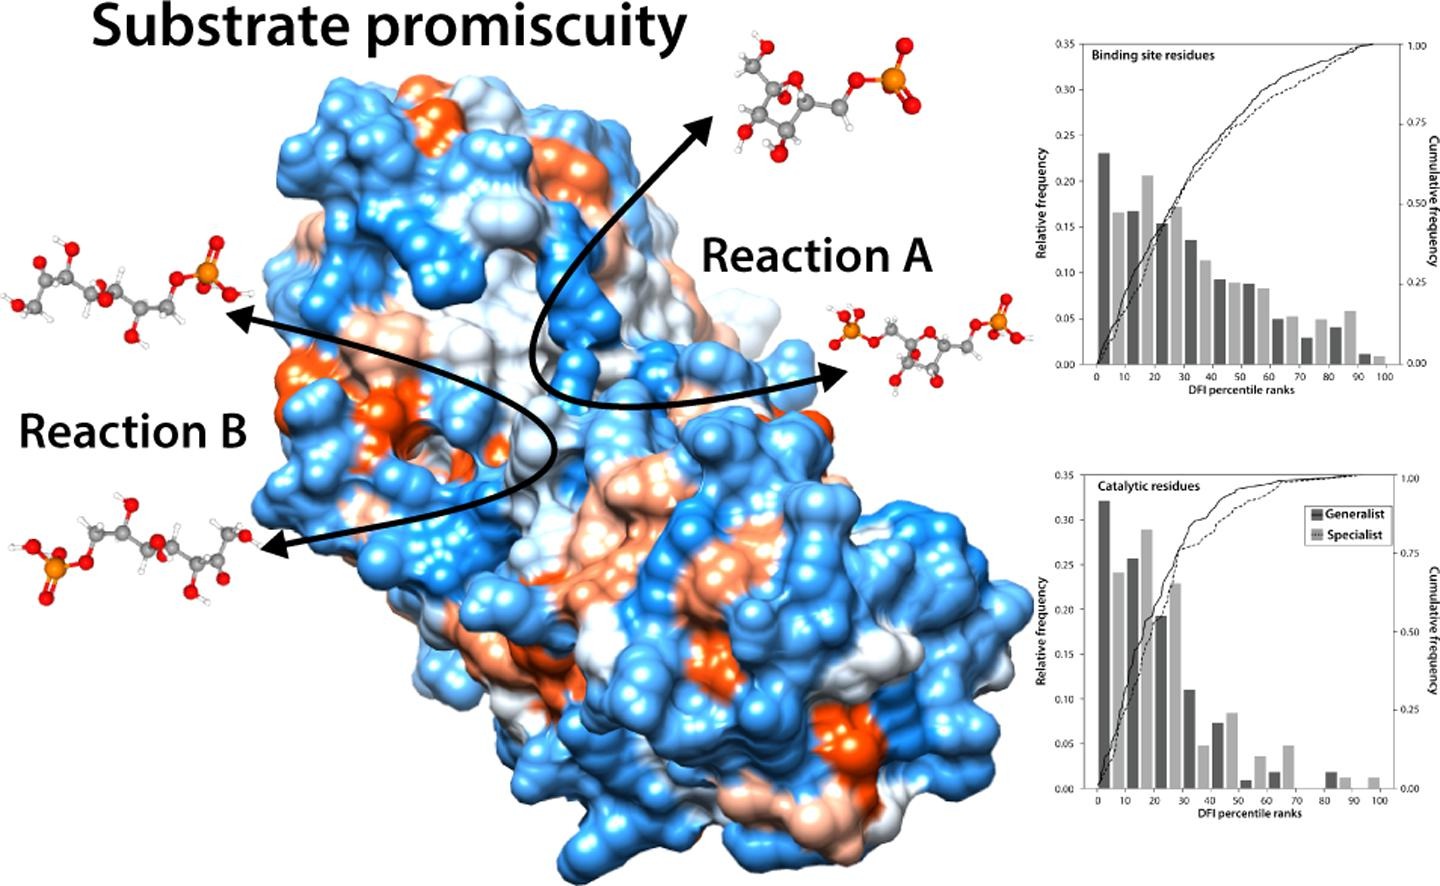 Substrate promiscuity
Reaction A
Reaction B
Binding site residues
Relative frequency
0.35
0.30
0.25
0.20
0.15
0.10
0.05
0.00
1.00
0.75
0.50
0.25
0.00
Cumulative frequency
0 10 20 30 40 50 60 70 80 90 100
DFI percentile ranks
Catalytic residues
Relative frequency
0.35
0.30
0.25
0.20
0.15
0.10
0.05
0.00
Generalist
Specialist
1.00
0.75
0.50
0.25
0.00
Cumulative frequency
0 10 20 30 40 50 60 70 80 90 100
DFI percentile ranks